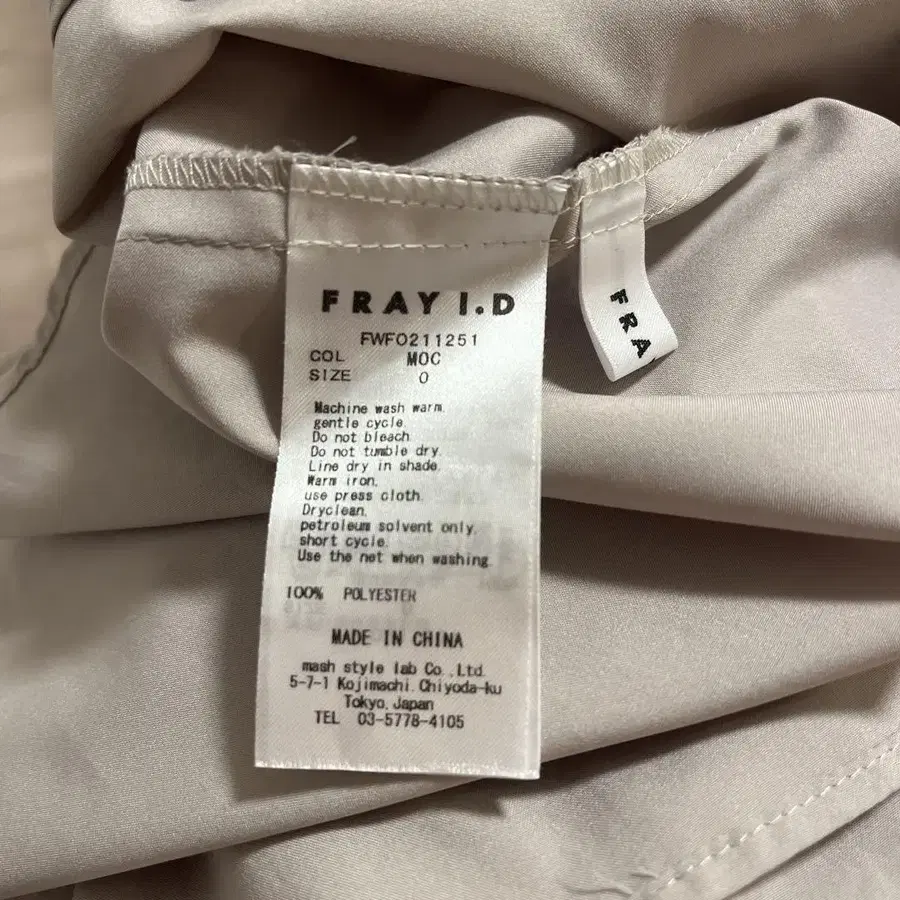 FRAY I.D
FWFO211251
COL MOC
SIZE 0
Machine wash warm.
gentle cycle.
Do not bleach.
Do not tumble dry.
Line dry in shade.
Warm iron.
use press cloth.
Dryclean.
petroleum solvent only.
short cycle.
Use the net when washing.
100% POLYESTER
MADE IN CHINA
mash style lab Co.,Ltd.
5-7-1 Kojimachi.Chiyoda-ku
Tokyo.Japan
TEL 03-5778-4105
FRA